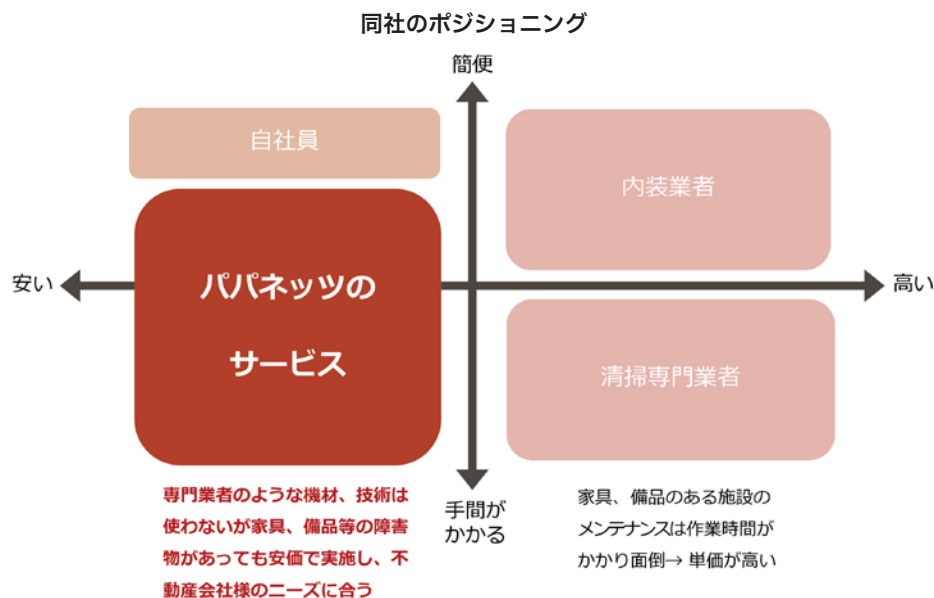 同社のポジショニング
簡便
自社員
内装業者
安い
パパネッツの
サービス
高い
清掃専門業者
手間が
かかる
専門業者のような機材、技術は
使わないが家具、備品等の障害
物があっても安価で実施し、不
動産会社様のニーズに合う
家具、備品のある施設の
メンテナンスは作業時間が
かかり面倒→ 単価が高い